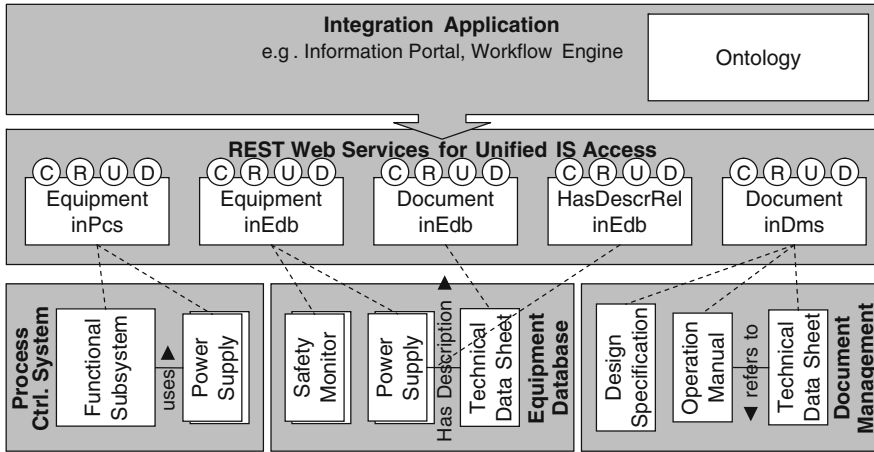 Integration Application
e.g. Information Portal, Workflow Engine
Ontology
REST Web Services for Unified IS Access
C R U D
Equipment
inPcs
C R U D
Equipment
inEdb
C R U D
Document
inEdb
C R U D
HasDescrRel
inEdb
C R U D
Document
inDms
Process
Ctrl. System
Functional
Subsystem
uses ▶
Power
Supply
Safety
Monitor
Power
Supply
Has Description ▶
Technical
Data Sheet
Equipment
Database
Design
Specification
Operation
Manual
◀ refers to
Technical
Data Sheet
Document
Management